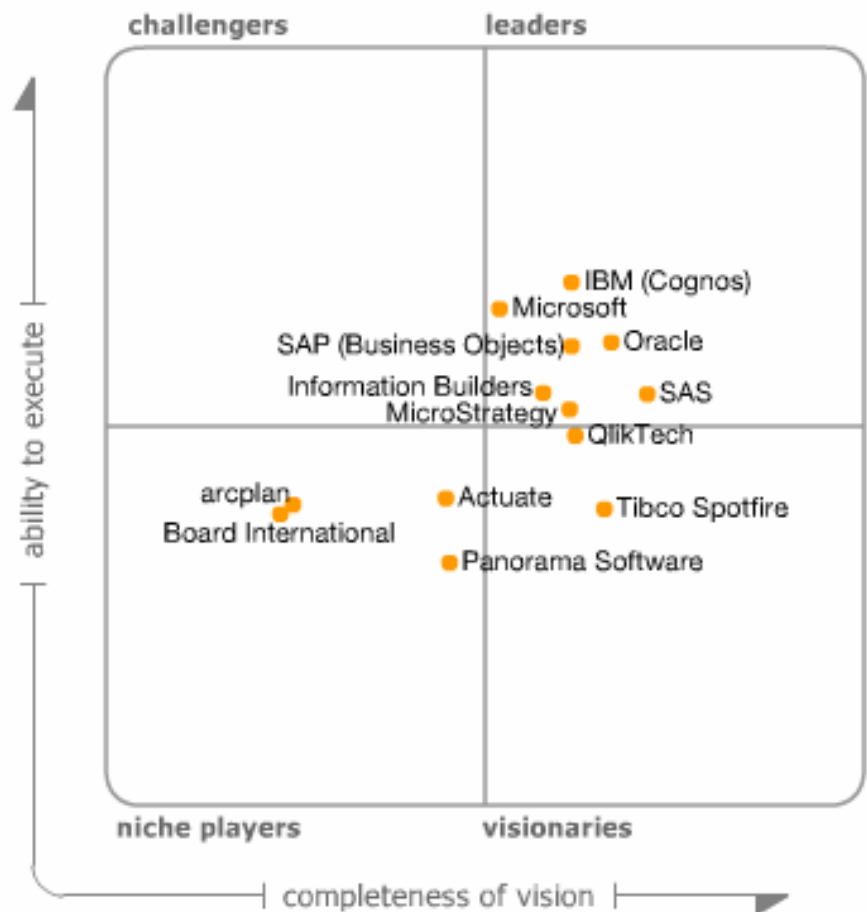 challengers
leaders
IBM (Cognos)
Microsoft
SAP (Business Objects)
Oracle
Information Builders
SAS
MicroStrategy
QlikTech
ability to execute
arcplan
Actuate
Tibco Spotfire
Board International
Panorama Software
niche players
visionaries
completeness of vision